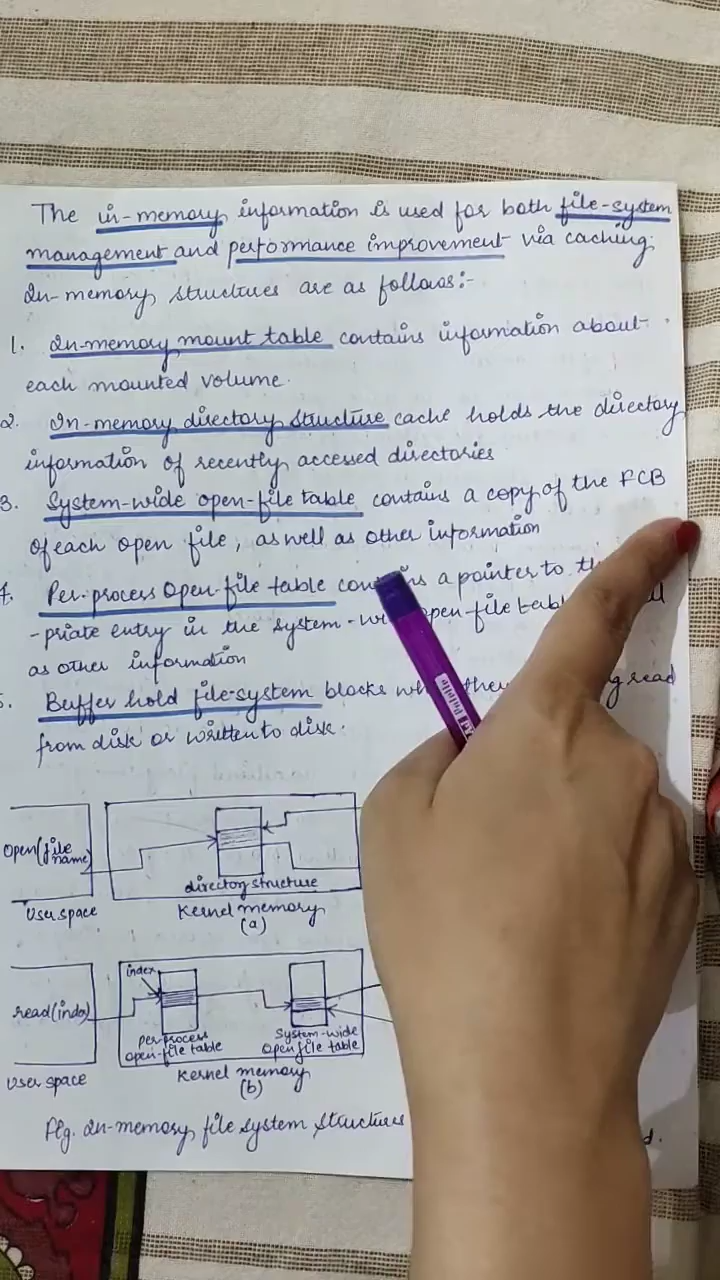 The in-memory information is used for both file-system
management and performance improvement via caching.
In-memory structures are as follows:-
1. In-memory mount table contains information about
each mounted volume.
2. In-memory directory structure cache holds the directory
information of recently accessed directories
3. System-wide open-file table contains a copy of the FCB
of each open file, as well as other information
4. Per-process open-file table a pointer to
-priate entry in the system- open-file
as other information
5. Buffer hold file-system blocks read
from disk or written to disk.
open(file
name)
directory structure
User space
Kernel memory
(a)
index
read(index)
per-process
open-file table
System-wide
open file table
User space
Kernel memory
(b)
Fig. In-memory file system structures